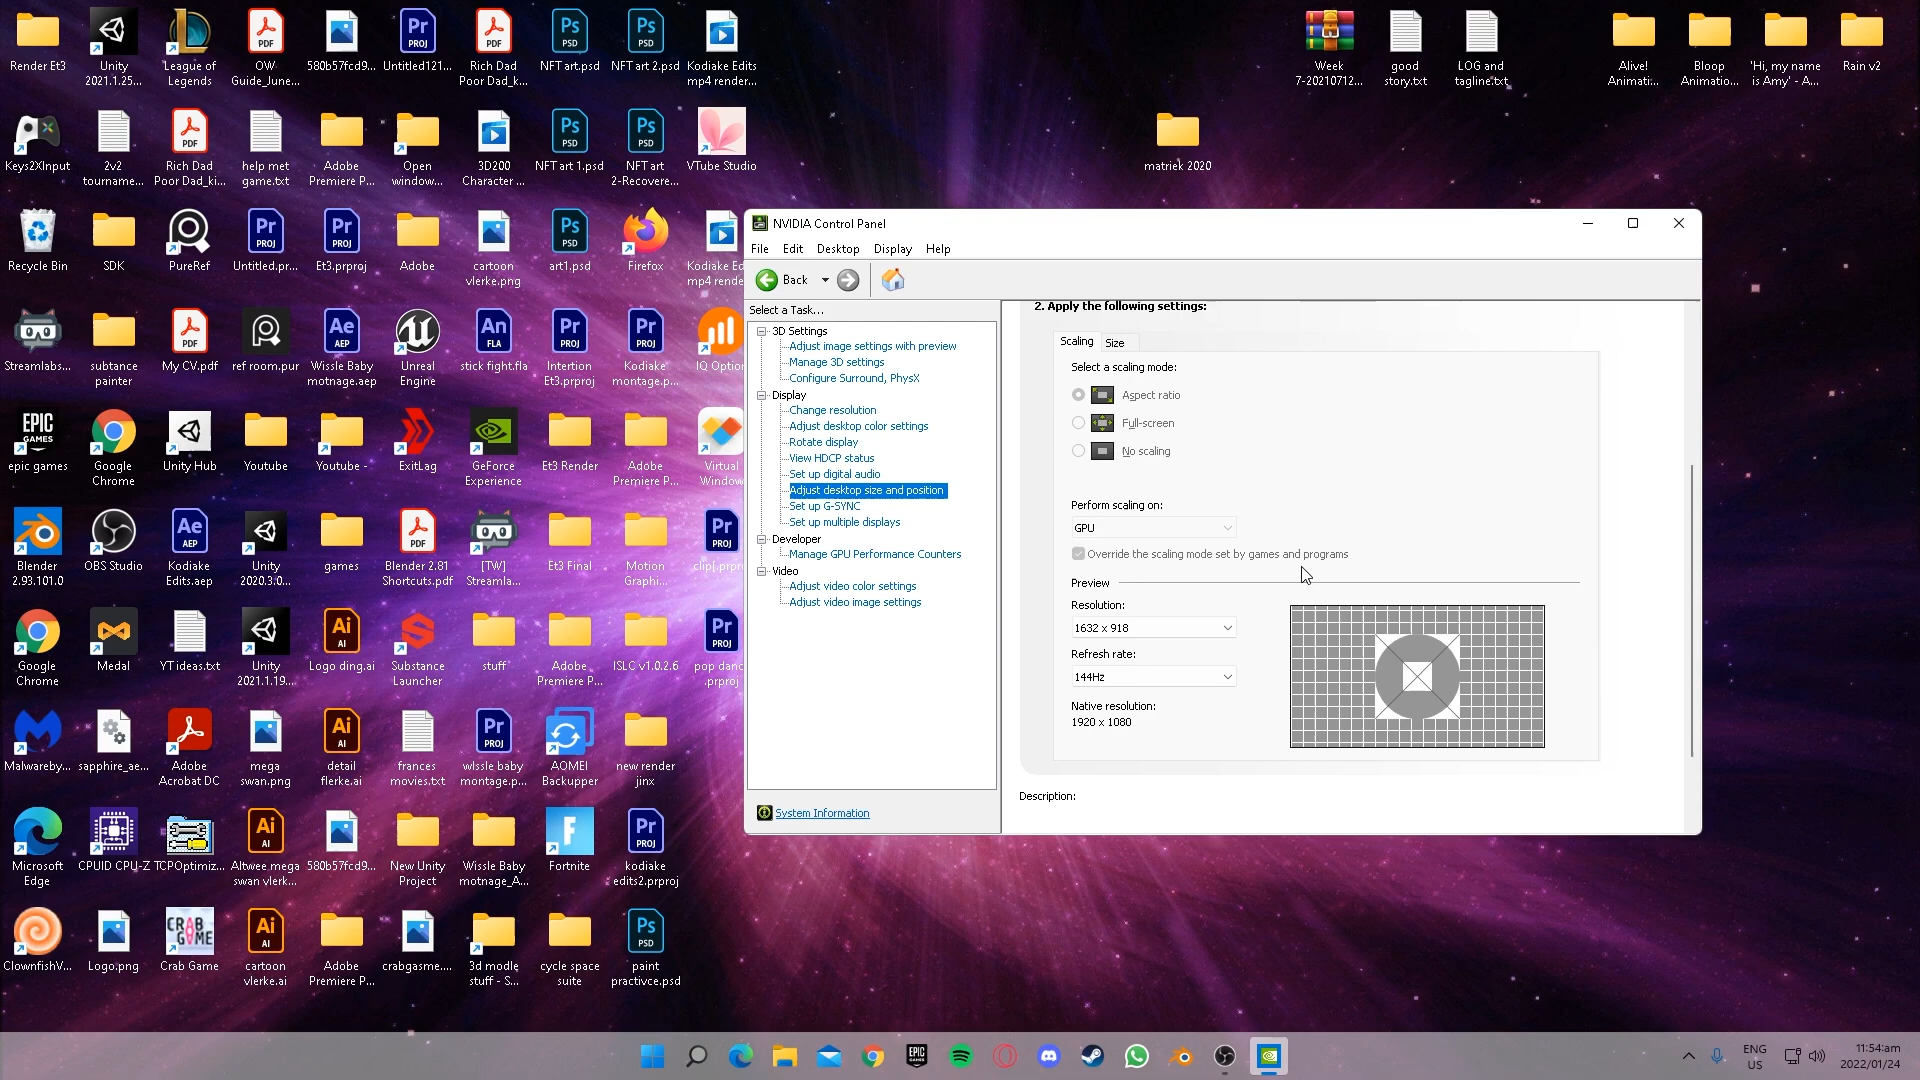 Render Et3
Unity
2021.1.25...
League of
Legends
OW-
Guide_June...
580b57fcd9...
Untitled121...
Rich Dad
Poor Dad_k...
NFT art.psd
NFT art 2.psd
Kodiake Edits
mp4 render...
Week
7-20210712...
good
story.txt
LOG and
tagline.txt
Alive!
Animati...
Bloop
Animatio...
'Hi, my name
is Amy' - A...
Rain v2
Keys2XInput
2v2
tourname...
Rich Dad
Poor Dad_ki...
help met
game.txt
Adobe
Premiere P...
Open
window...
3D200
Character ...
NFT art 1.psd
NFT art
2-Recovere...
VTube Studio
matriek 2020
Recycle Bin
SDK
PureRef
Untitled.pr...
Et3.prproj
Adobe
cartoon
vlerke.png
art1.psd
Firefox
Kodiake Ed
mp4 rende
NVIDIA Control Panel
File Edit Desktop Display Help
Back
Streamlabs...
subtance
painter
My CV.pdf
ref room.pur
Wissle Baby
motnage.aep
Unreal
Engine
stick fight.fla
Intertion
Et3.prproj
Kodiake
montage.p...
IQ Option
Select a Task...
3D Settings
Adjust image settings with preview
Manage 3D settings
Configure Surround, PhysX
Display
Change resolution
Adjust desktop color settings
Rotate display
View HDCP status
Set up digital audio
Adjust desktop size and position
Set up G-SYNC
Set up multiple displays
Developer
Manage GPU Performance Counters
Video
Adjust video color settings
Adjust video image settings
System Information
2. Apply the following settings:
Scaling Size
Select a scaling mode:
Aspect ratio
Full-screen
No scaling
Perform scaling on:
GPU
Override the scaling mode set by games and programs
Preview
Resolution:
1632 x 918
Refresh rate:
144Hz
Native resolution:
1920 x 1080
Description:
epic games
Google
Chrome
Unity Hub
Youtube
Youtube -
ExitLag
GeForce
Experience
Et3 Render
Adobe
Premiere P...
Virtual
Window
Blender
2.93.101.0
OBS Studio
Kodiake
Edits.aep
Unity
2020.3.0...
games
Blender 2.81
Shortcuts.pdf
[TW]
Streamla...
Et3 Final
Motion
Graphi...
clip[.prpr
Google
Chrome
Medal
YT ideas.txt
Unity
2021.1.19...
Logo ding.ai
Substance
Launcher
stuff
Adobe
Premiere P...
ISLC v1.0.2.6
pop danc
.prproj
Malwareby...
sapphire_ae...
Adobe
Acrobat DC
mega
swan.png
detail
flerke.ai
frances
movies.txt
wIssle baby
montage.p...
AOMEI
Backupper
new render
jinx
Microsoft
Edge
CPUID CPU-Z
TCPOptimiz...
Altwee mega
swan vlerk...
580b57fcd9...
New Unity
Project
Wissle Baby
motnage_A...
Fortnite
kodiake
edits2.prproj
ClownfishV...
Logo.png
Crab Game
cartoon
vlerke.ai
Adobe
Premiere P...
crabgasme....
3d modle
stuff - S...
cycle space
suite
paint
practivce.psd
ENG
US
11:54:am
2022/01/24